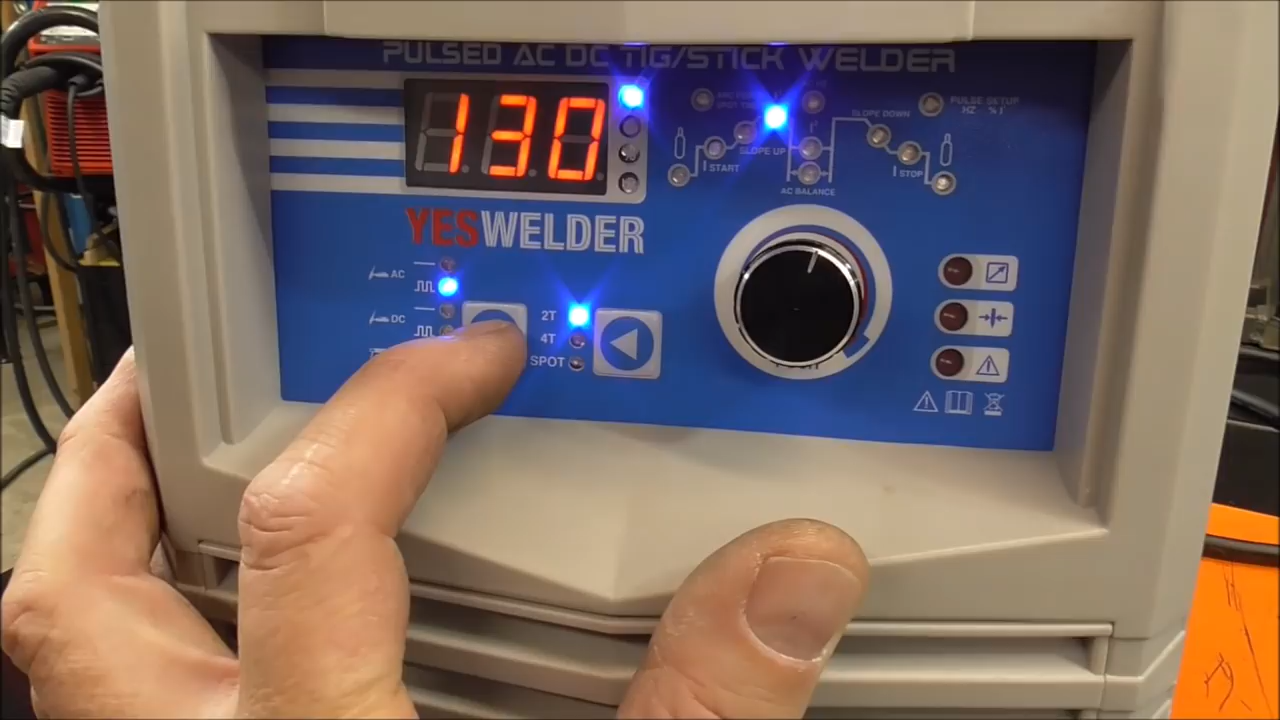 PULSED AC DC TIG/STICK WELDER
130
YESWELDER
SLOPE DOWN
PULSE SETUP
HZ %
SLOPE UP
I START
I STOP
AC BALANCE
AC
DC
2T
4T
SPOT